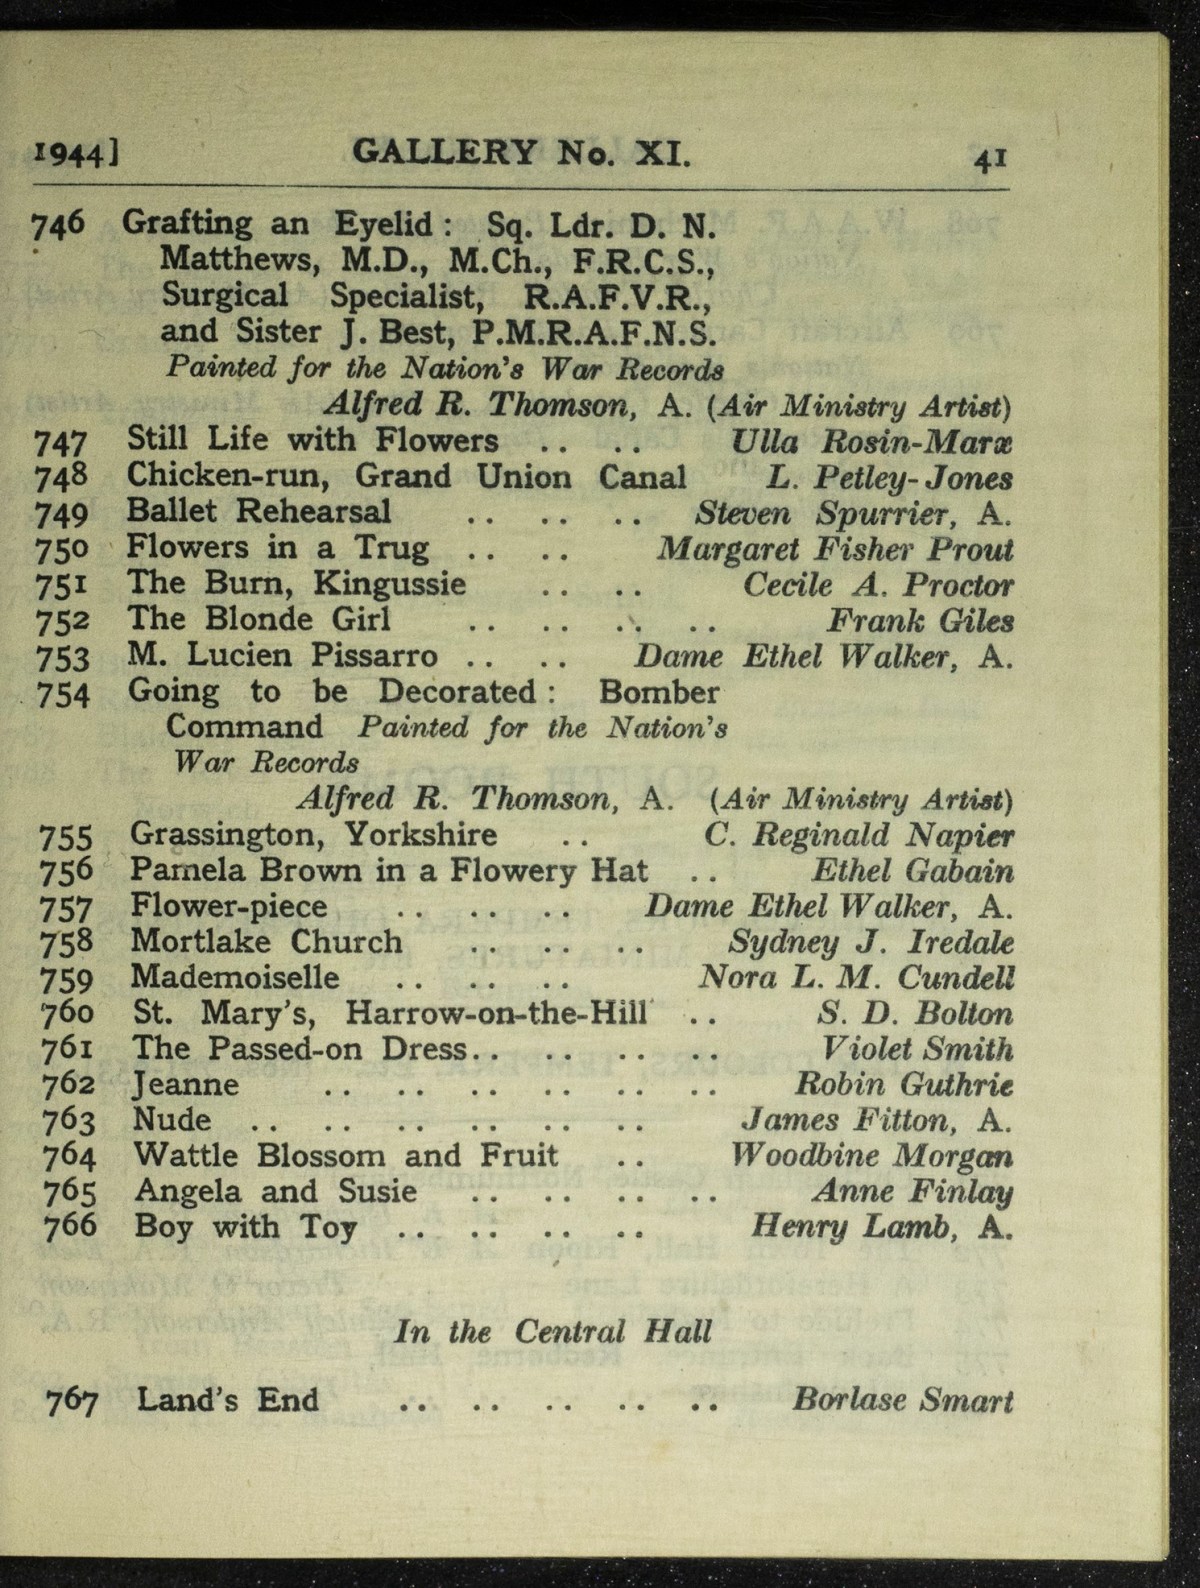 1944] GALLERY No. XI. 41
746 Grafting an Eyelid : Sq. Ldr. D. N.
Matthews, M.D., M.Ch., F.R.C.S.,
Surgical Specialist, R.A.F.V.R.,
and Sister J. Best, P.M.R.A.F.N.S.
Painted for the Nation's War Records
Alfred R. Thomson, A. (Air Ministry Artist)
747 Still Life with Flowers .. .. Ulla Rosin-Marx
748 Chicken-run, Grand Union Canal L. Petley-Jones
749 Ballet Rehearsal .. .. .. Steven Spurrier, A.
750 Flowers in a Trug .. .. Margaret Fisher Prout
751 The Burn, Kingussie .. .. Cecile A. Proctor
752 The Blonde Girl .. .. .. .. Frank Giles
753 M. Lucien Pissarro .. .. Dame Ethel Walker, A.
754 Going to be Decorated : Bomber
Command Painted for the Nation's
War Records
Alfred R. Thomson, A. (Air Ministry Artist)
755 Grassington, Yorkshire .. C. Reginald Napier
756 Pamela Brown in a Flowery Hat .. Ethel Gabain
757 Flower-piece .. .. .. Dame Ethel Walker, A.
758 Mortlake Church .. .. .. Sydney J. Iredale
759 Mademoiselle .. .. .. Nora L. M. Cundell
760 St. Mary's, Harrow-on-the-Hill .. S. D. Bolton
761 The Passed-on Dress.. .. .. .. Violet Smith
762 Jeanne .. .. .. .. .. .. Robin Guthrie
763 Nude .. .. .. .. .. .. James Fitton, A.
764 Wattle Blossom and Fruit .. Woodbine Morgan
765 Angela and Susie .. .. .. .. Anne Finlay
766 Boy with Toy .. .. .. .. Henry Lamb, A.
In the Central Hall
767 Land's End .. .. .. .. .. Borlase Smart